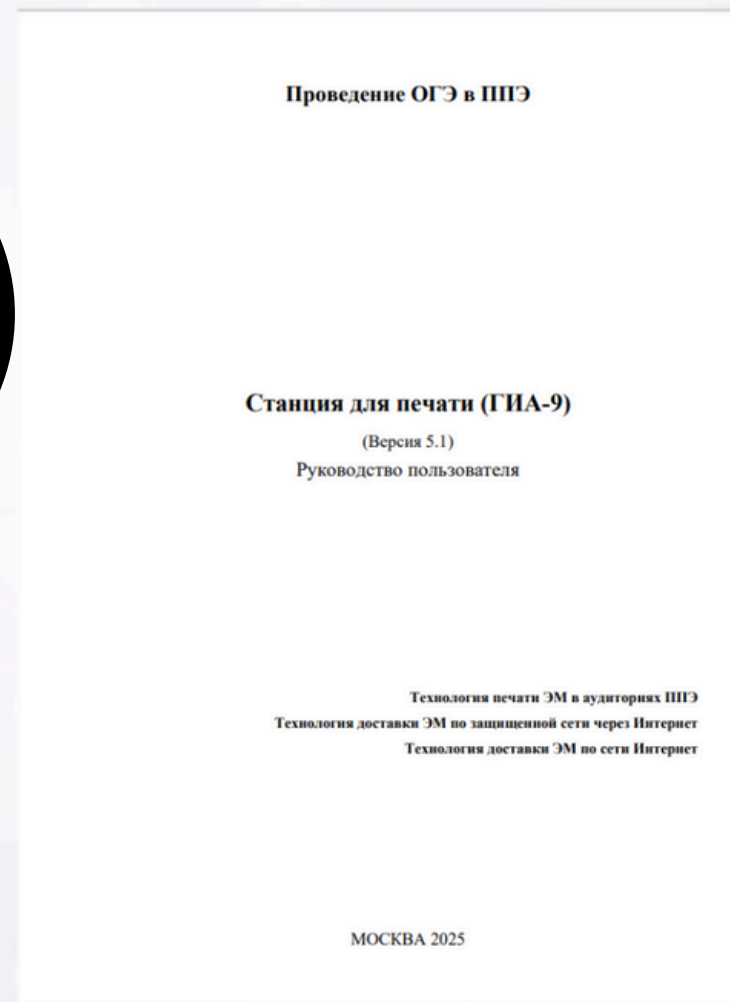 Проведение ОГЭ в ППЭ
Станция для печати (ГИА-9)
(Версия 5.1)
Руководство пользователя
Технология печати ЭМ в аудиториях ППЭ
Технология доставки ЭМ по защищенной сети через Интернет
Технология доставки ЭМ по сети Интернет
МОСКВА 2025